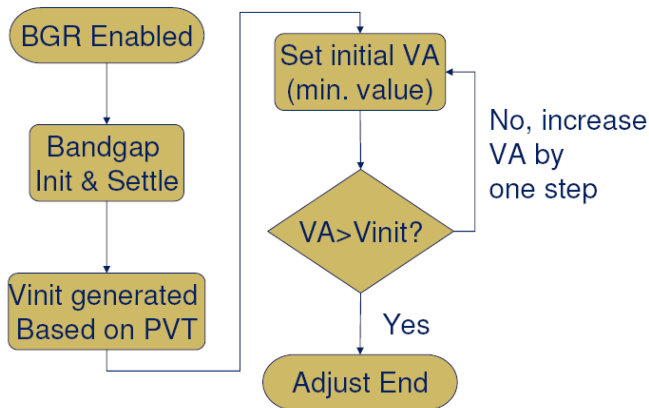 BGR Enabled
Bandgap
Init & Settle
Vinit generated
Based on PVT
Set initial VA
(min. value)
VA>Vinit?
No, increase
VA by
one step
Yes
Adjust End